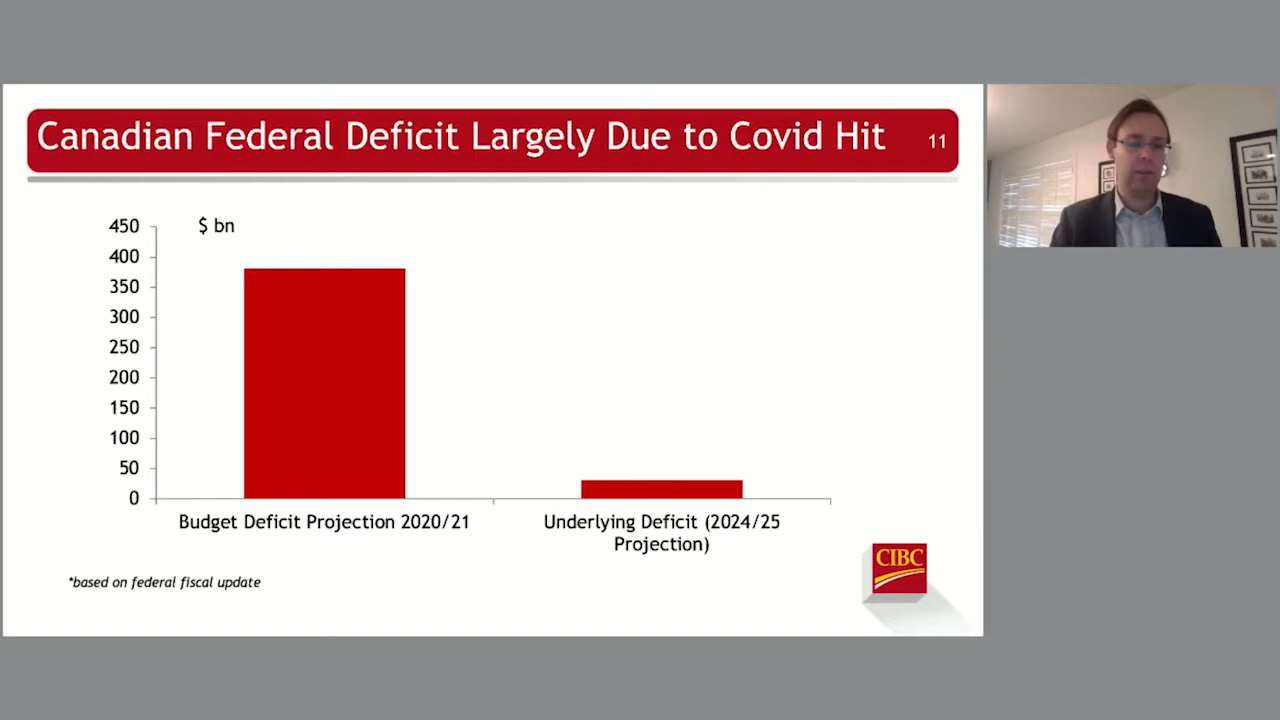 Canadian Federal Deficit Largely Due to Covid Hit 11
$ bn
450
400
350
300
250
200
150
100
50
0
Budget Deficit Projection 2020/21
Underlying Deficit (2024/25
Projection)
*based on federal fiscal update
CIBC